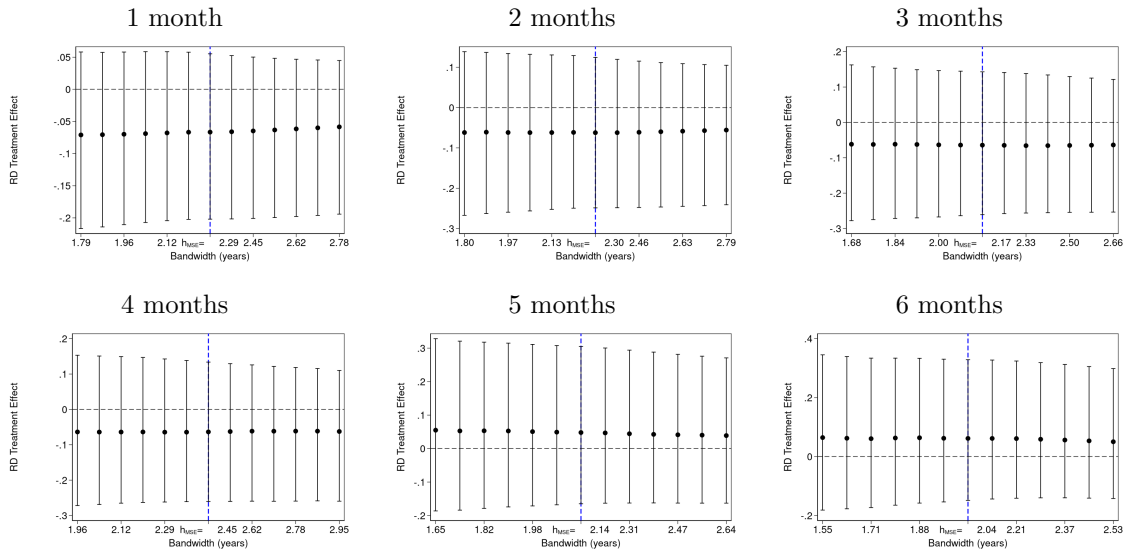 1 month
2 months
3 months
RD Treatment Effect
.05
0
-.05
-.1
-.15
-.2
1.79 1.96 2.12 hMSE= 2.29 2.45 2.62 2.78
Bandwidth (years)
RD Treatment Effect
.1
0
-.1
-.2
-.3
1.80 1.97 2.13 hMSE= 2.30 2.46 2.63 2.79
Bandwidth (years)
RD Treatment Effect
.2
.1
0
-.1
-.2
-.3
1.68 1.84 2.00 hMSE= 2.17 2.33 2.50 2.66
Bandwidth (years)
4 months
5 months
6 months
RD Treatment Effect
.2
.1
0
-.1
-.2
-.3
1.96 2.12 2.29 hMSE= 2.45 2.62 2.78 2.95
Bandwidth (years)
RD Treatment Effect
.3
.2
.1
0
-.1
-.2
1.65 1.82 1.98 hMSE= 2.14 2.31 2.47 2.64
Bandwidth (years)
RD Treatment Effect
.4
.2
0
-.2
1.55 1.71 1.88 hMSE= 2.04 2.21 2.37 2.53
Bandwidth (years)